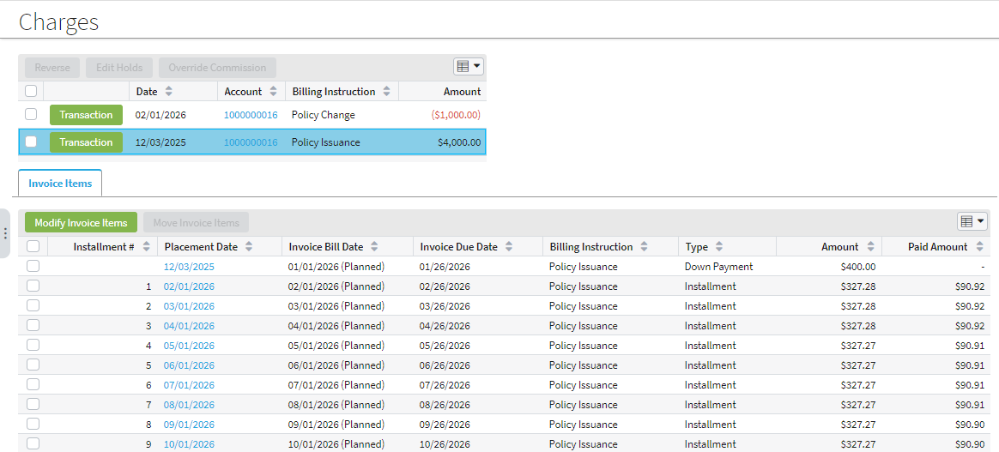 Charges
Reverse Edit Holds Override Commission
Date Account Billing Instruction Amount
Transaction 02/01/2026 1000000016 Policy Change ($1,000.00)
Transaction 12/03/2025 1000000016 Policy Issuance $4,000.00
Invoice Items
Modify Invoice Items Move Invoice Items
Installment # Placement Date Invoice Bill Date Invoice Due Date Billing Instruction Type Amount Paid Amount
12/03/2025 01/01/2026 (Planned) 01/26/2026 Policy Issuance Down Payment $400.00 -
1 02/01/2026 02/01/2026 (Planned) 02/26/2026 Policy Issuance Installment $327.28 $90.92
2 03/01/2026 03/01/2026 (Planned) 03/26/2026 Policy Issuance Installment $327.28 $90.92
3 04/01/2026 04/01/2026 (Planned) 04/26/2026 Policy Issuance Installment $327.28 $90.92
4 05/01/2026 05/01/2026 (Planned) 05/26/2026 Policy Issuance Installment $327.27 $90.91
5 06/01/2026 06/01/2026 (Planned) 06/26/2026 Policy Issuance Installment $327.27 $90.91
6 07/01/2026 07/01/2026 (Planned) 07/26/2026 Policy Issuance Installment $327.27 $90.91
7 08/01/2026 08/01/2026 (Planned) 08/26/2026 Policy Issuance Installment $327.27 $90.91
8 09/01/2026 09/01/2026 (Planned) 09/26/2026 Policy Issuance Installment $327.27 $90.90
9 10/01/2026 10/01/2026 (Planned) 10/26/2026 Policy Issuance Installment $327.27 $90.90